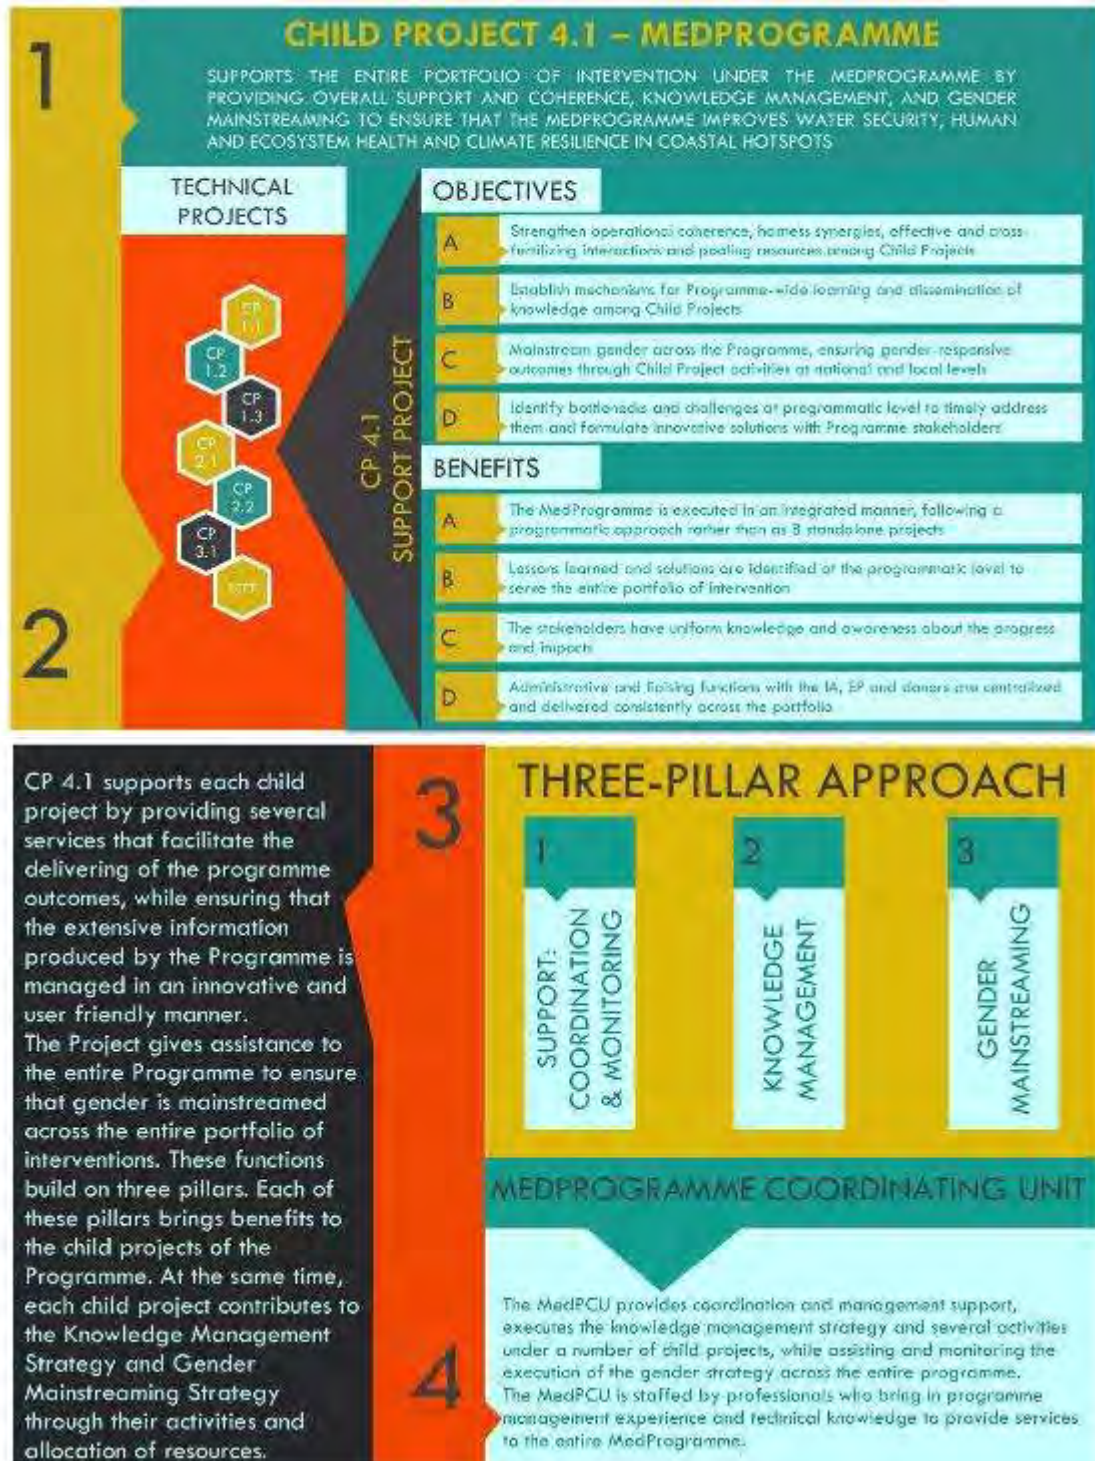 1
CHILD PROJECT 4.1 – MEDPROGRAMME
SUPPORTS THE ENTIRE PORTFOLIO OF INTERVENTION UNDER THE MEDPROGRAMME BY
PROVIDING OVERALL SUPPORT AND COHERENCE, KNOWLEDGE MANAGEMENT, AND GENDER
MAINSTREAMING TO ENSURE THAT THE MEDPROGRAMME IMPROVES WATER SECURITY, HUMAN
AND ECOSYSTEM HEALTH AND CLIMATE RESILIENCE IN COASTAL HOTSPOTS
2
TECHNICAL
PROJECTS
CP
1.1
CP
1.2
CP
1.3
CP
2.1
CP
2.2
CP
3.1
CP 4.1
SUPPORT PROJECT
OBJECTIVES
A
Strengthen operational coherence, harness synergies, effective and cross-
fertilizing interactions and pooling resources among Child Projects
B
Establish mechanisms for Programme-wide learning and dissemination of
knowledge among Child Projects
C
Mainstream gender across the Programme, ensuring gender-responsive
outcomes through Child Project activities at national and local levels
D
Identify bottlenecks and challenges at programmatic level to timely address
them and formulate innovative solutions with Programme stakeholders
BENEFITS
A
The MedProgramme is executed in an integrated manner, following a
programmatic approach rather than as 8 standalone projects
B
Lessons learned and solutions are identified at the programmatic level to
serve the entire portfolio of intervention
C
The stakeholders have uniform knowledge and awareness about the progress
and impacts
D
Administrative and liaising functions with the IA, EP and donors are centralized
and delivered consistently across the portfolio
CP 4.1 supports each child
project by providing several
services that facilitate the
delivering of the programme
outcomes, while ensuring that
the extensive information
produced by the Programme is
managed in an innovative and
user friendly manner.
The Project gives assistance to
the entire Programme to ensure
that gender is mainstreamed
across the entire portfolio of
interventions. These functions
build on three pillars. Each of
these pillars brings benefits to
the child projects of the
Programme. At the same time,
each child project contributes to
the Knowledge Management
Strategy and Gender
Mainstreaming Strategy
through their activities and
allocation of resources.
3
THREE-PILLAR APPROACH
1
SUPPORT:
COORDINATION
& MONITORING
2
KNOWLEDGE
MANAGEMENT
3
GENDER
MAINSTREAMING
4
MEDPROGRAMME COORDINATING UNIT
The MedPCU provides coordination and management support,
executes the knowledge management strategy and several activities
under a number of child projects, while assisting and monitoring the
execution of the gender strategy across the entire programme.
The MedPCU is staffed by professionals who bring in programme
management experience and technical knowledge to provide services
to the entire MedProgramme.